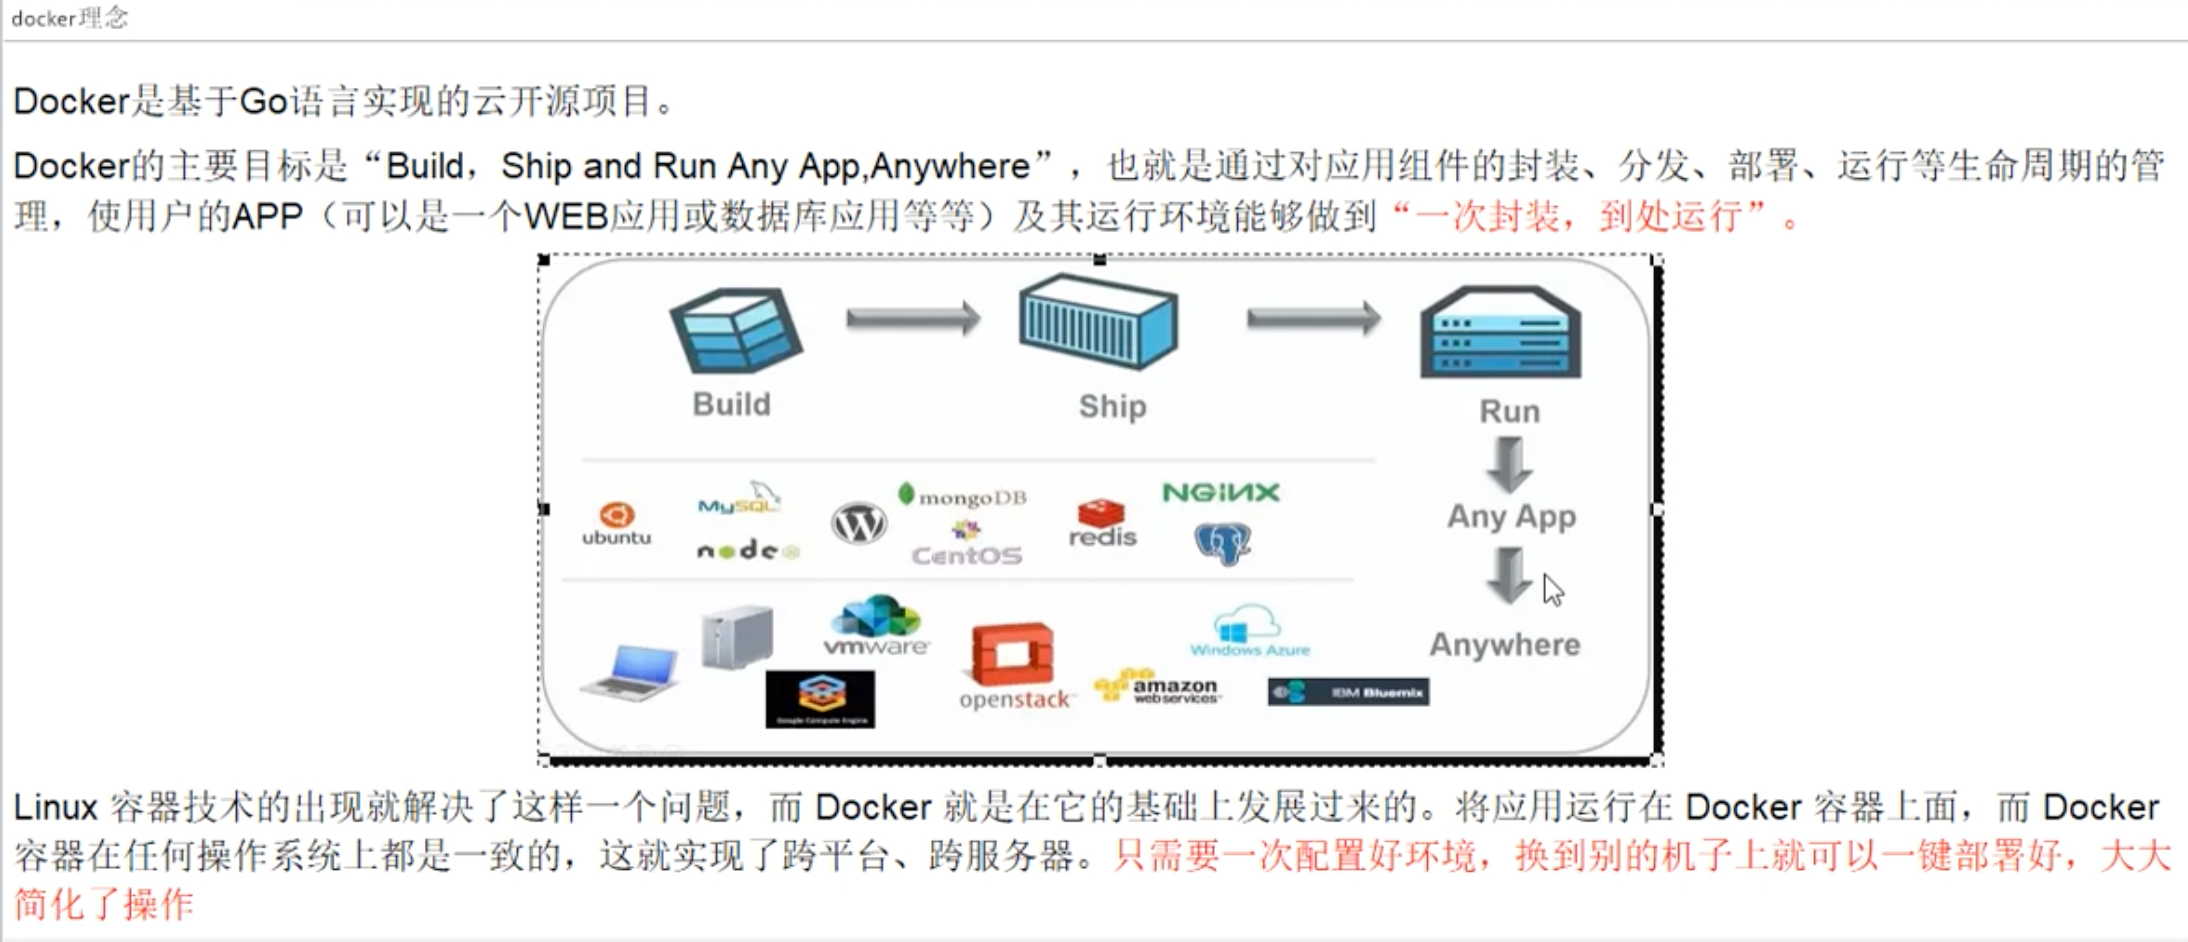 docker理念
Docker是基于Go语言实现的云开源项目。
Docker的主要目标是“Build，Ship and Run Any App,Anywhere”，也就是通过对应用组件的封装、分发、部署、运行等生命周期的管
理，使用户的APP（可以是一个WEB应用或数据库应用等等）及其运行环境能够做到“一次封装，到处运行”。
Build
Ship
Run
Any App
Anywhere
ubuntu
MySQL
node
mongoDB
CentOS
redis
NGINX
vmware
Google Compute Engine
openstack
amazon
webservices
Windows Azure
IBM Bluemix
Linux 容器技术的出现就解决了这样一个问题，而 Docker 就是在它的基础上发展过来的。将应用运行在 Docker 容器上面，而 Docker
容器在任何操作系统上都是一致的，这就实现了跨平台、跨服务器。只需要一次配置好环境，换到别的机子上就可以一键部署好，大大
简化了操作